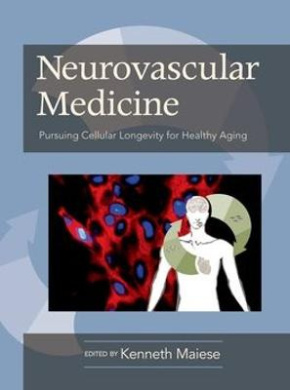 Neurovascular
Medicine
Pursuing Cellular Longevity for Healthy Aging
EDITED BY Kenneth Maiese